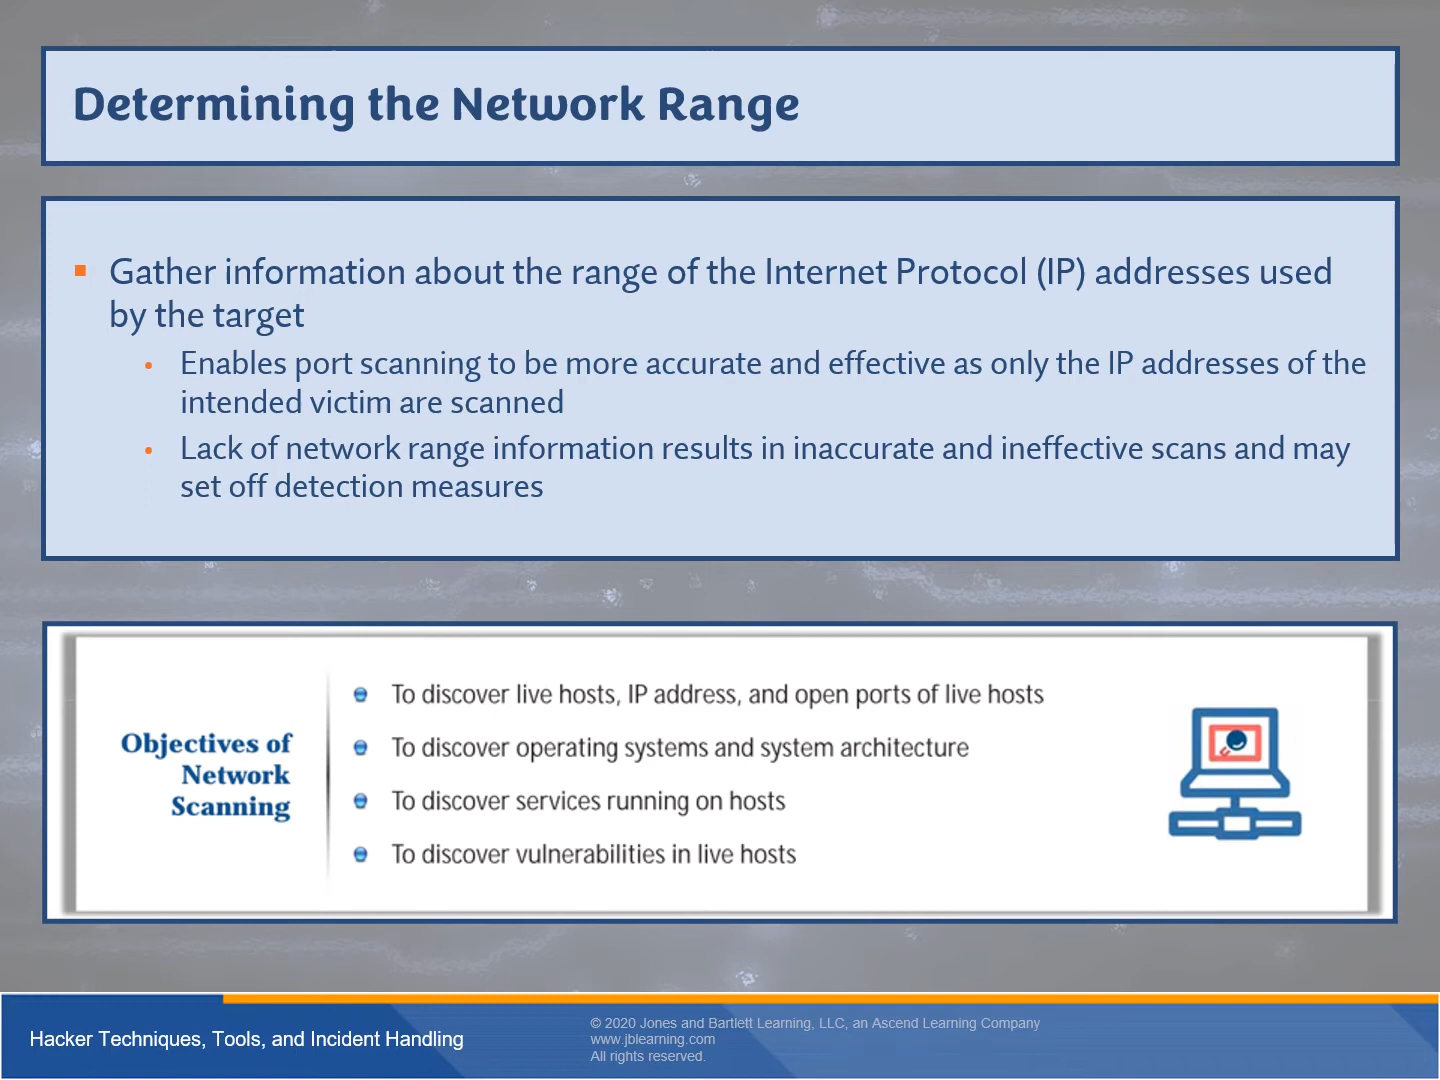 Determining the Network Range
Gather information about the range of the Internet Protocol (IP) addresses used
by the target
Enables port scanning to be more accurate and effective as only the IP addresses of the
intended victim are scanned
Lack of network range information results in inaccurate and ineffective scans and may
set off detection measures
Objectives of
Network
Scanning
To discover live hosts, IP address, and open ports of live hosts
To discover operating systems and system architecture
To discover services running on hosts
To discover vulnerabilities in live hosts
Hacker Techniques, Tools, and Incident Handling
© 2020 Jones and Bartlett Learning, LLC, an Ascend Learning Company
www.jblearning.com
All rights reserved.